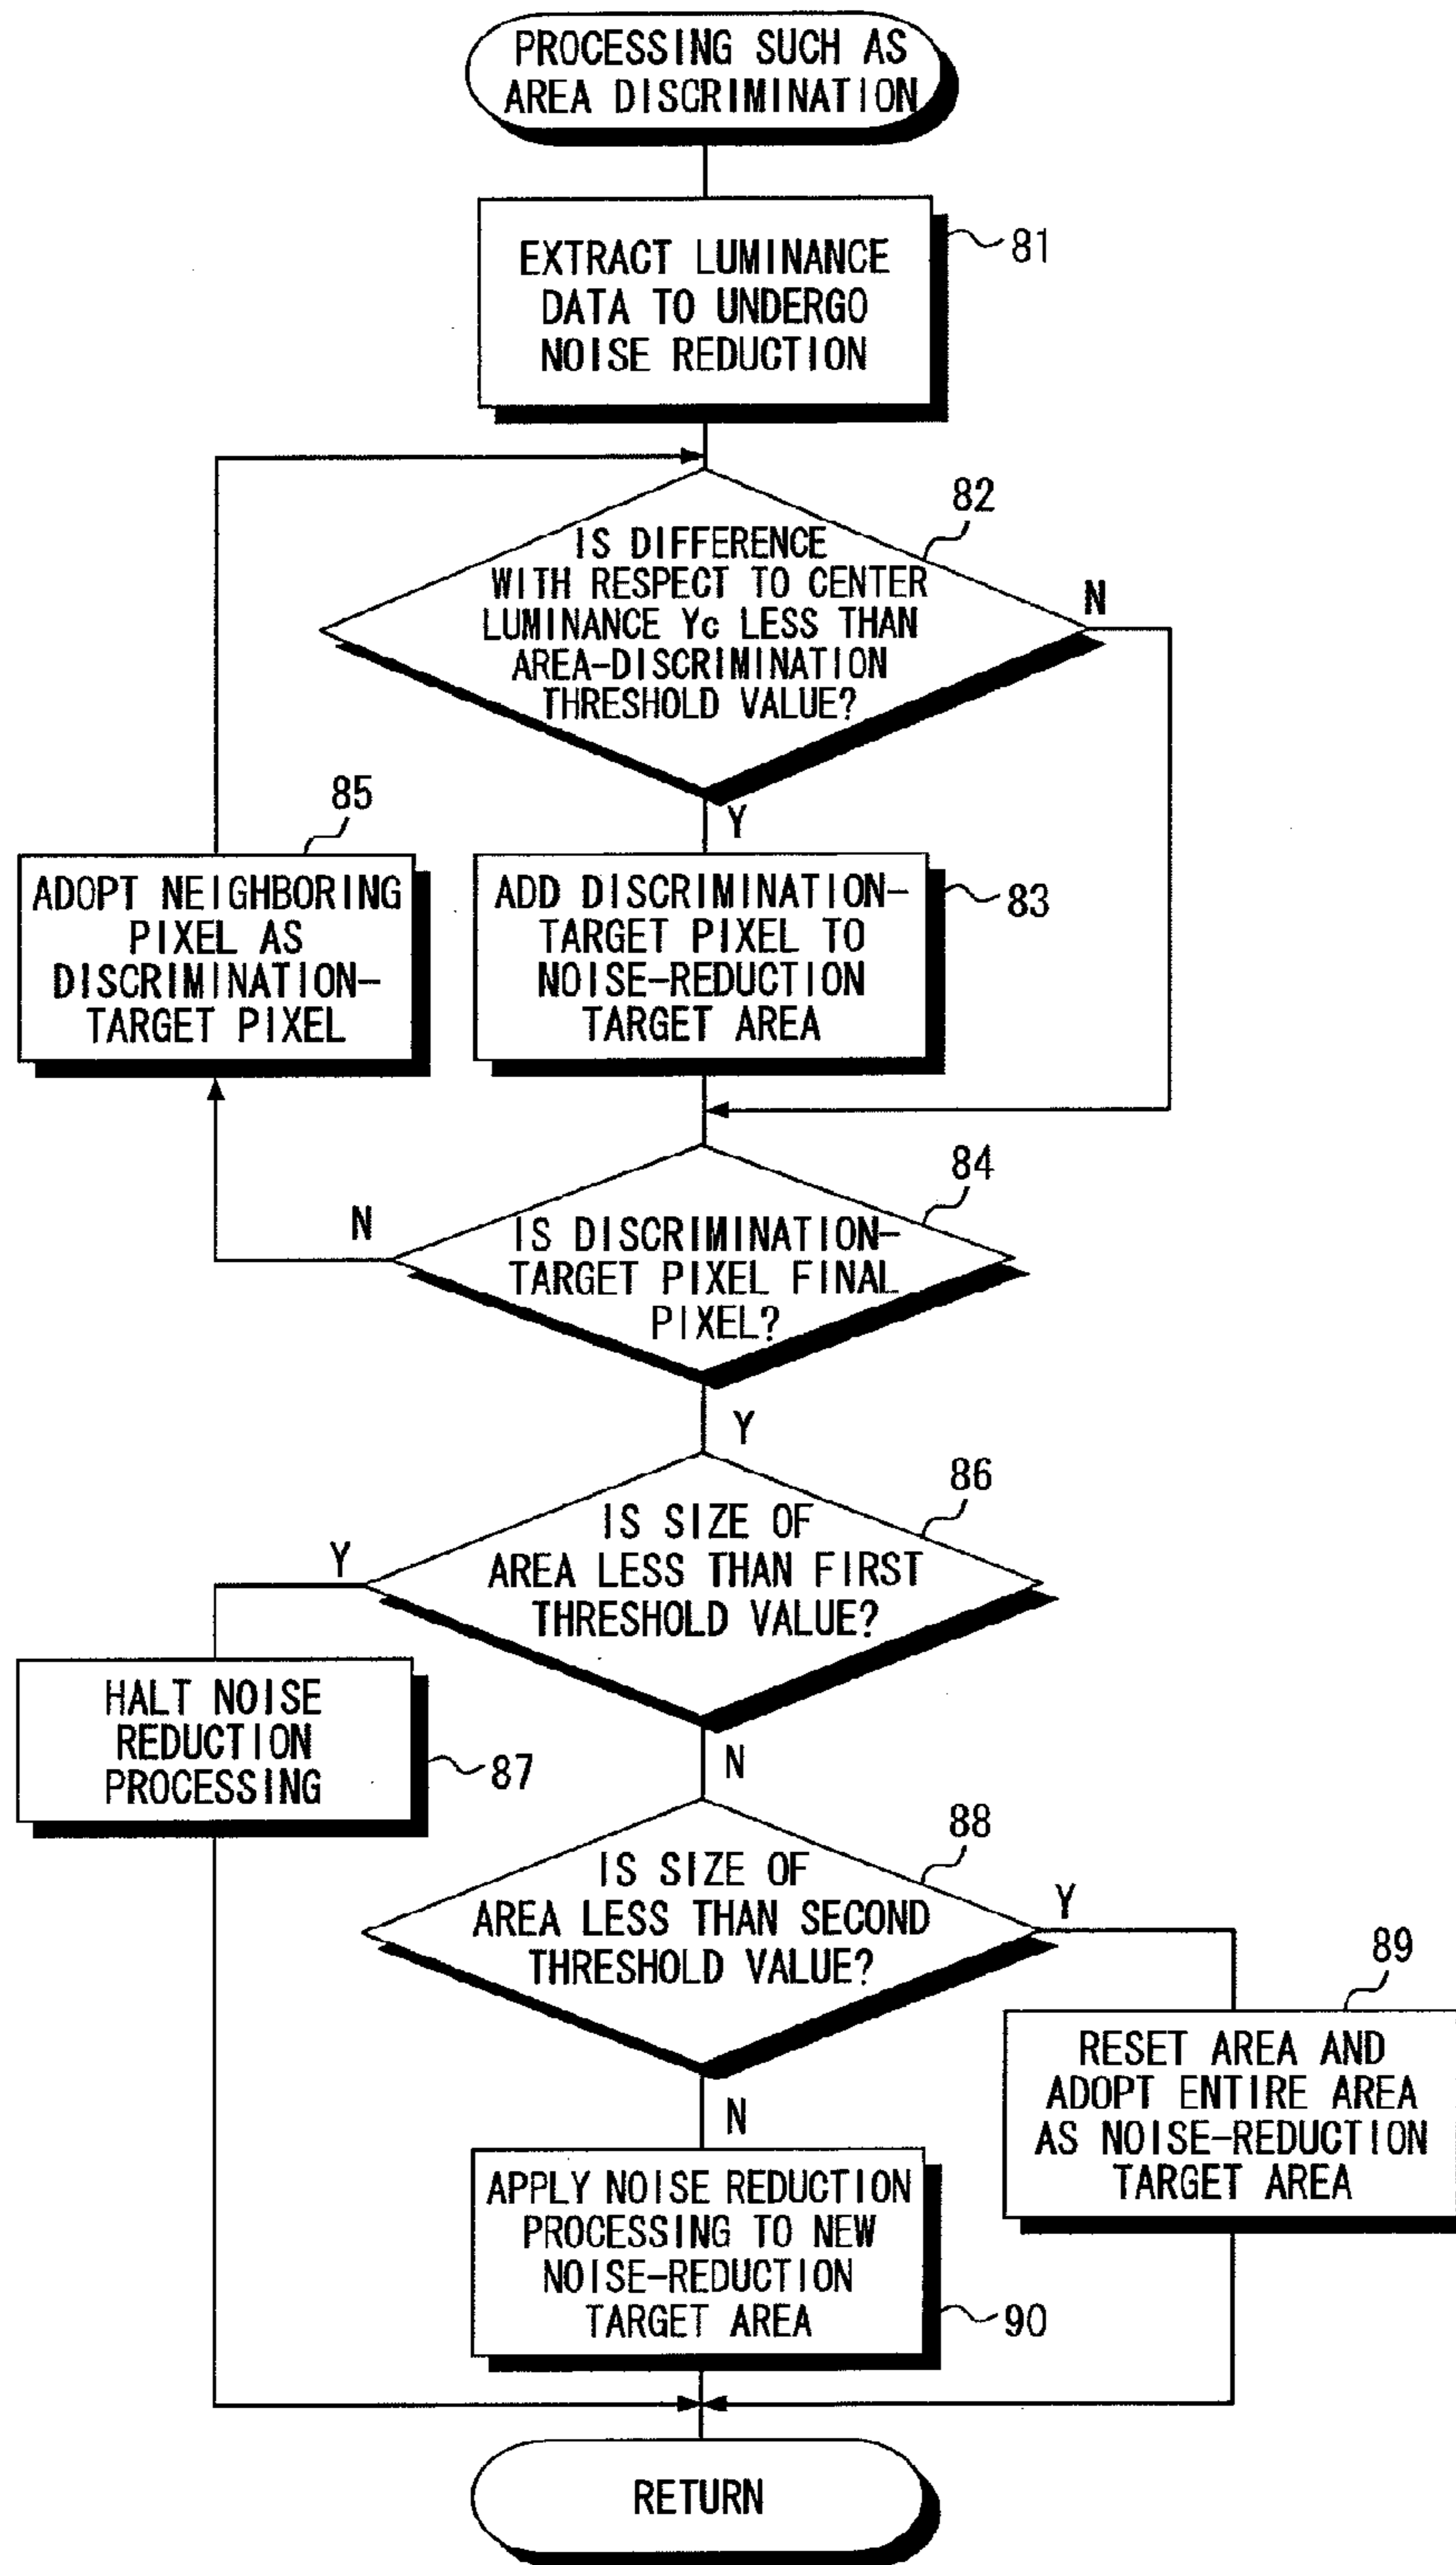 PROCESSING SUCH AS
AREA DISCRIMINATION
EXTRACT LUMINANCE
DATA TO UNDERGO
NOISE REDUCTION
81
82
IS DIFFERENCE
WITH RESPECT TO CENTER
LUMINANCE Yc LESS THAN
AREA-DISCRIMINATION
THRESHOLD VALUE?
N
Y
85
ADOPT NEIGHBORING
PIXEL AS
DISCRIMINATION-
TARGET PIXEL
ADD DISCRIMINATION-
TARGET PIXEL TO
NOISE-REDUCTION
TARGET AREA
83
84
N
IS DISCRIMINATION-
TARGET PIXEL FINAL
PIXEL?
Y
86
Y
IS SIZE OF
AREA LESS THAN FIRST
THRESHOLD VALUE?
HALT NOISE
REDUCTION
PROCESSING
87
N
88
IS SIZE OF
AREA LESS THAN SECOND
THRESHOLD VALUE?
Y
89
RESET AREA AND
ADOPT ENTIRE AREA
AS NOISE-REDUCTION
TARGET AREA
N
APPLY NOISE REDUCTION
PROCESSING TO NEW
NOISE-REDUCTION
TARGET AREA
90
RETURN